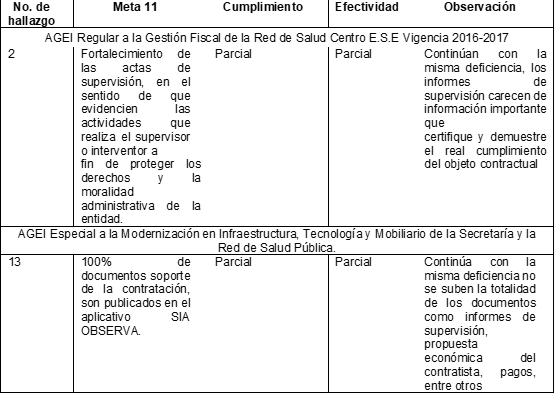 No. de hallazgo Meta 11 Cumplimiento Efectividad Observación
AGEI Regular a la Gestión Fiscal de la Red de Salud Centro E.S.E Vigencia 2016-2017
2
Fortalecimiento de
las actas de
supervisión, en el
sentido de que
evidencien las
actividades que
realiza el supervisor
o interventor a
fin de proteger los
derechos y la
moralidad
administrativa de la
entidad.
Parcial
Parcial
Continúan con la
misma deficiencia, los
informes de
supervisión carecen de
información importante
que
certifique y demuestre
el real cumplimiento
del objeto contractual
AGEI Especial a la Modernización en Infraestructura, Tecnología y Mobiliario de la Secretaría y la
Red de Salud Pública.
13
100% de
documentos soporte
de la contratación,
son publicados en el
aplicativo SIA
OBSERVA.
Parcial
Parcial
Continúa con la
misma deficiencia no
se suben la totalidad
de los documentos
como informes de
supervisión,
propuesta
económica del
contratista, pagos,
entre otros